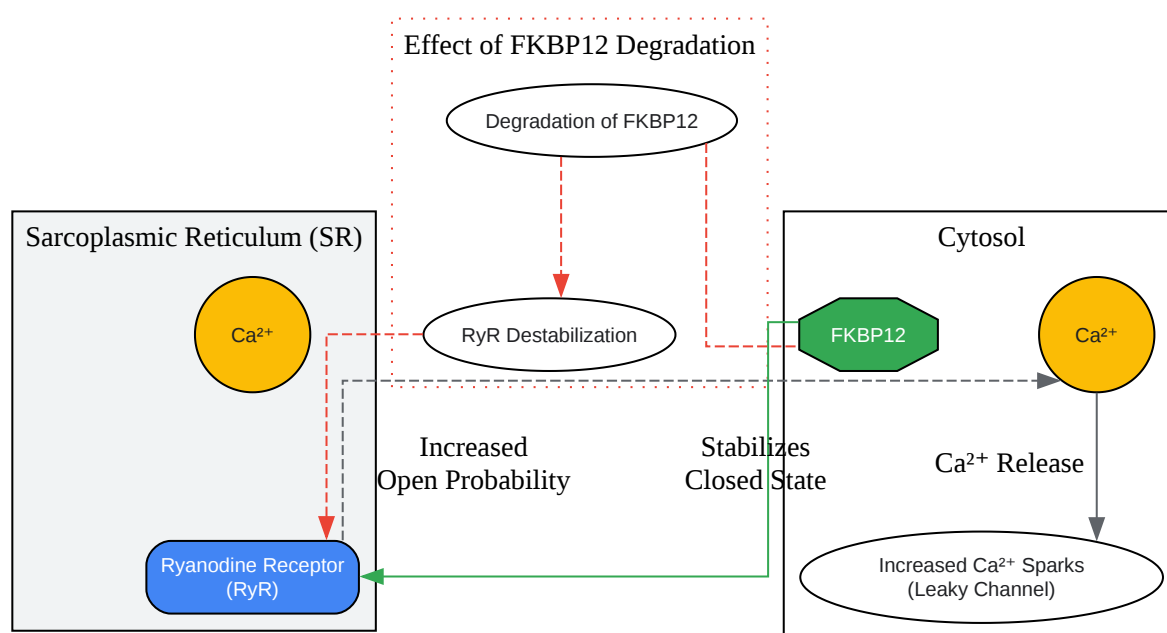 Effect of FKBP12 Degradation
Degradation of FKBP12
Sarcoplasmic Reticulum (SR)
Cytosol
Ca²⁺
RyR Destabilization
FKBP12
Ca²⁺
Increased
Open Probability
Stabilizes
Closed State
Ca²⁺ Release
Ryanodine Receptor
(RyR)
Increased Ca²⁺ Sparks
(Leaky Channel)